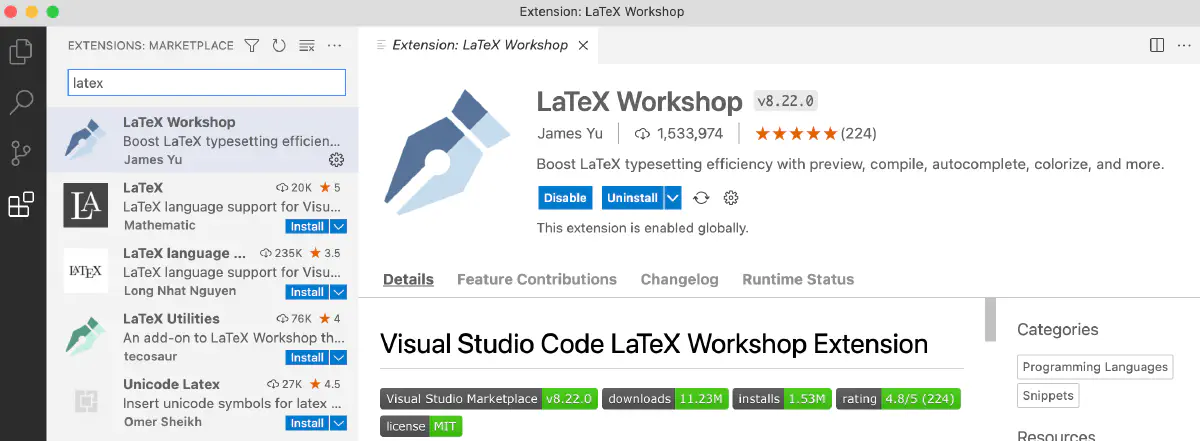 Extension: LaTeX Workshop
EXTENSIONS: MARKETPLACE
latex
LaTeX Workshop
Boost LaTeX typesetting efficien...
James Yu
LaTeX 20K ★ 5
LaTeX language support for Visu...
Mathematic Install
LaTeX language ... 235K ★ 3.5
LaTeX language support for Visu...
Long Nhat Nguyen Install
LaTeX Utilities 76K ★ 4
An add-on to LaTeX Workshop th...
tecosaur Install
Unicode Latex 27K ★ 4.5
Insert unicode symbols for latex ...
Omer Sheikh Install
LA
LATEX
Extension: LaTeX Workshop
LaTeX Workshop v8.22.0
James Yu 1,533,974 ★★★★★ (224)
Boost LaTeX typesetting efficiency with preview, compile, autocomplete, colorize, and more.
Disable Uninstall
This extension is enabled globally.
Details Feature Contributions Changelog Runtime Status
Visual Studio Code LaTeX Workshop Extension
Visual Studio Marketplace v8.22.0 downloads 11.23M installs 1.53M rating 4.8/5 (224)
license MIT
Categories
Programming Languages
Snippets
Resources